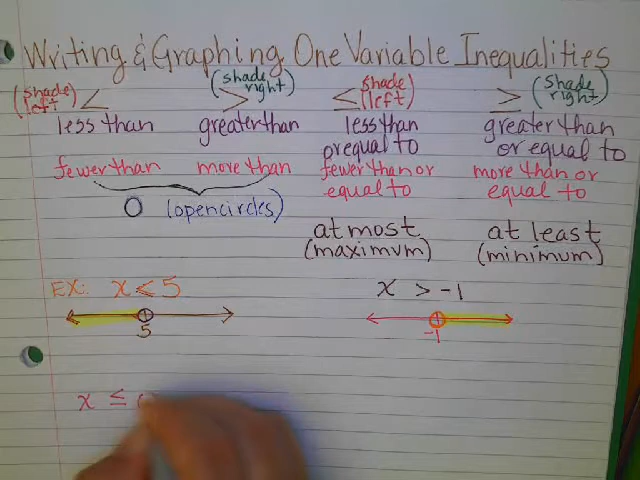 Writing & Graphing One Variable Inequalities
(shade left) < (shade right) > ≤ (shade left) ≥ (shade right)
less than greater than less than greater than
or equal to or equal to
fewer than more than fewer than or more than or
equal to equal to
O (open circles)
at most at least
(maximum) (minimum)
EX: x < 5 x > -1
5 -1
x ≤